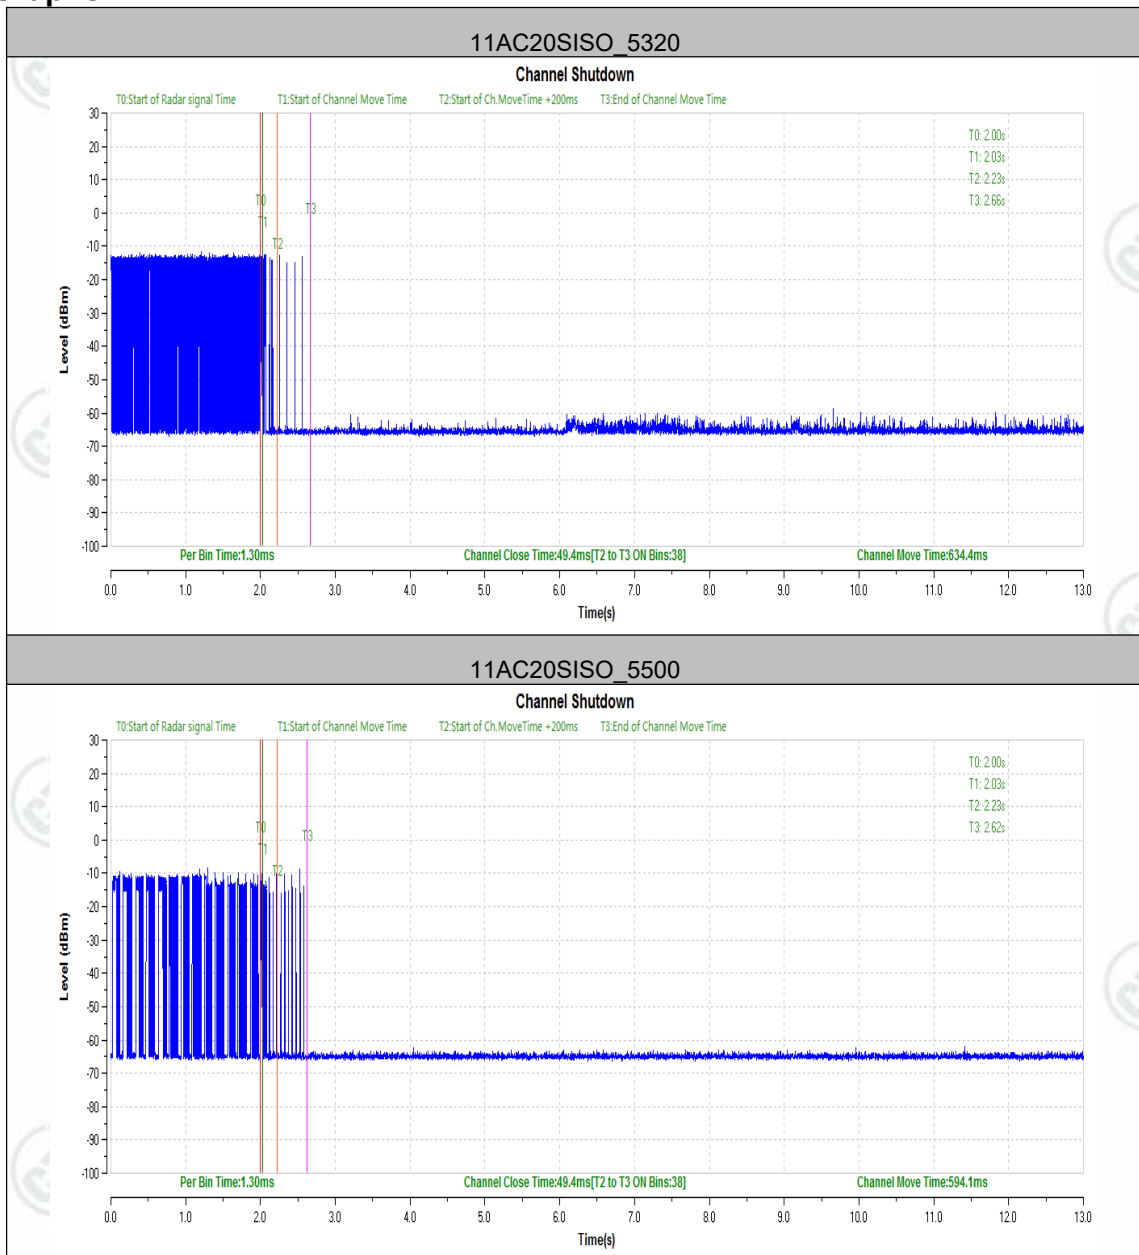 11AC20SISO_5320
Channel Shutdown
T0:Start of Radar signal Time T1:Start of Channel Move Time T2:Start of Ch.MoveTime +200ms T3:End of Channel Move Time
T0: 2.00s
T1: 2.03s
T2: 2.23s
T3: 2.66s
30
20
10
0
-10
-20
-30
-40
-50
-60
-70
-80
-90
-100
Level (dBm)
T0
T1
T2
T3
Per Bin Time:1.30ms Channel Close Time:49.4ms[T2 to T3 ON Bins:38] Channel Move Time:634.4ms
0.0 1.0 2.0 3.0 4.0 5.0 6.0 7.0 8.0 9.0 10.0 11.0 12.0 13.0
Time(s)
11AC20SISO_5500
Channel Shutdown
T0:Start of Radar signal Time T1:Start of Channel Move Time T2:Start of Ch.MoveTime +200ms T3:End of Channel Move Time
T0: 2.00s
T1: 2.03s
T2: 2.23s
T3: 2.62s
30
20
10
0
-10
-20
-30
-40
-50
-60
-70
-80
-90
-100
Level (dBm)
T0
T1
T2
T3
Per Bin Time:1.30ms Channel Close Time:49.4ms[T2 to T3 ON Bins:38] Channel Move Time:594.1ms
0.0 1.0 2.0 3.0 4.0 5.0 6.0 7.0 8.0 9.0 10.0 11.0 12.0 13.0
Time(s)